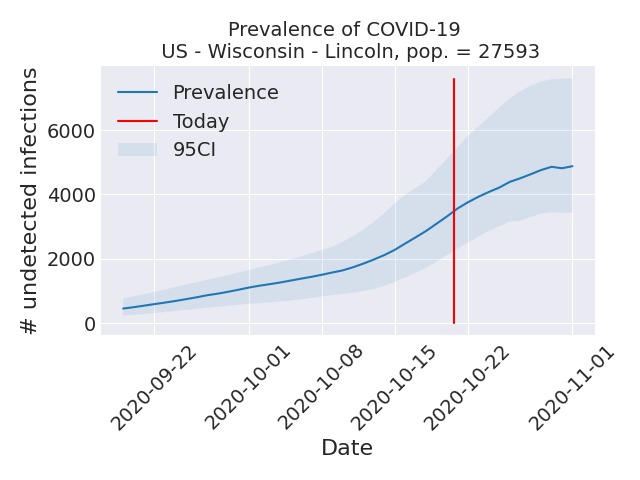 Prevalence of COVID-19
US - Wisconsin - Lincoln, pop. = 27593
Prevalence
Today
95CI
# undetected infections
6000
4000
2000
0
2020-09-22
2020-10-01
2020-10-08
2020-10-15
2020-10-22
2020-11-01
Date